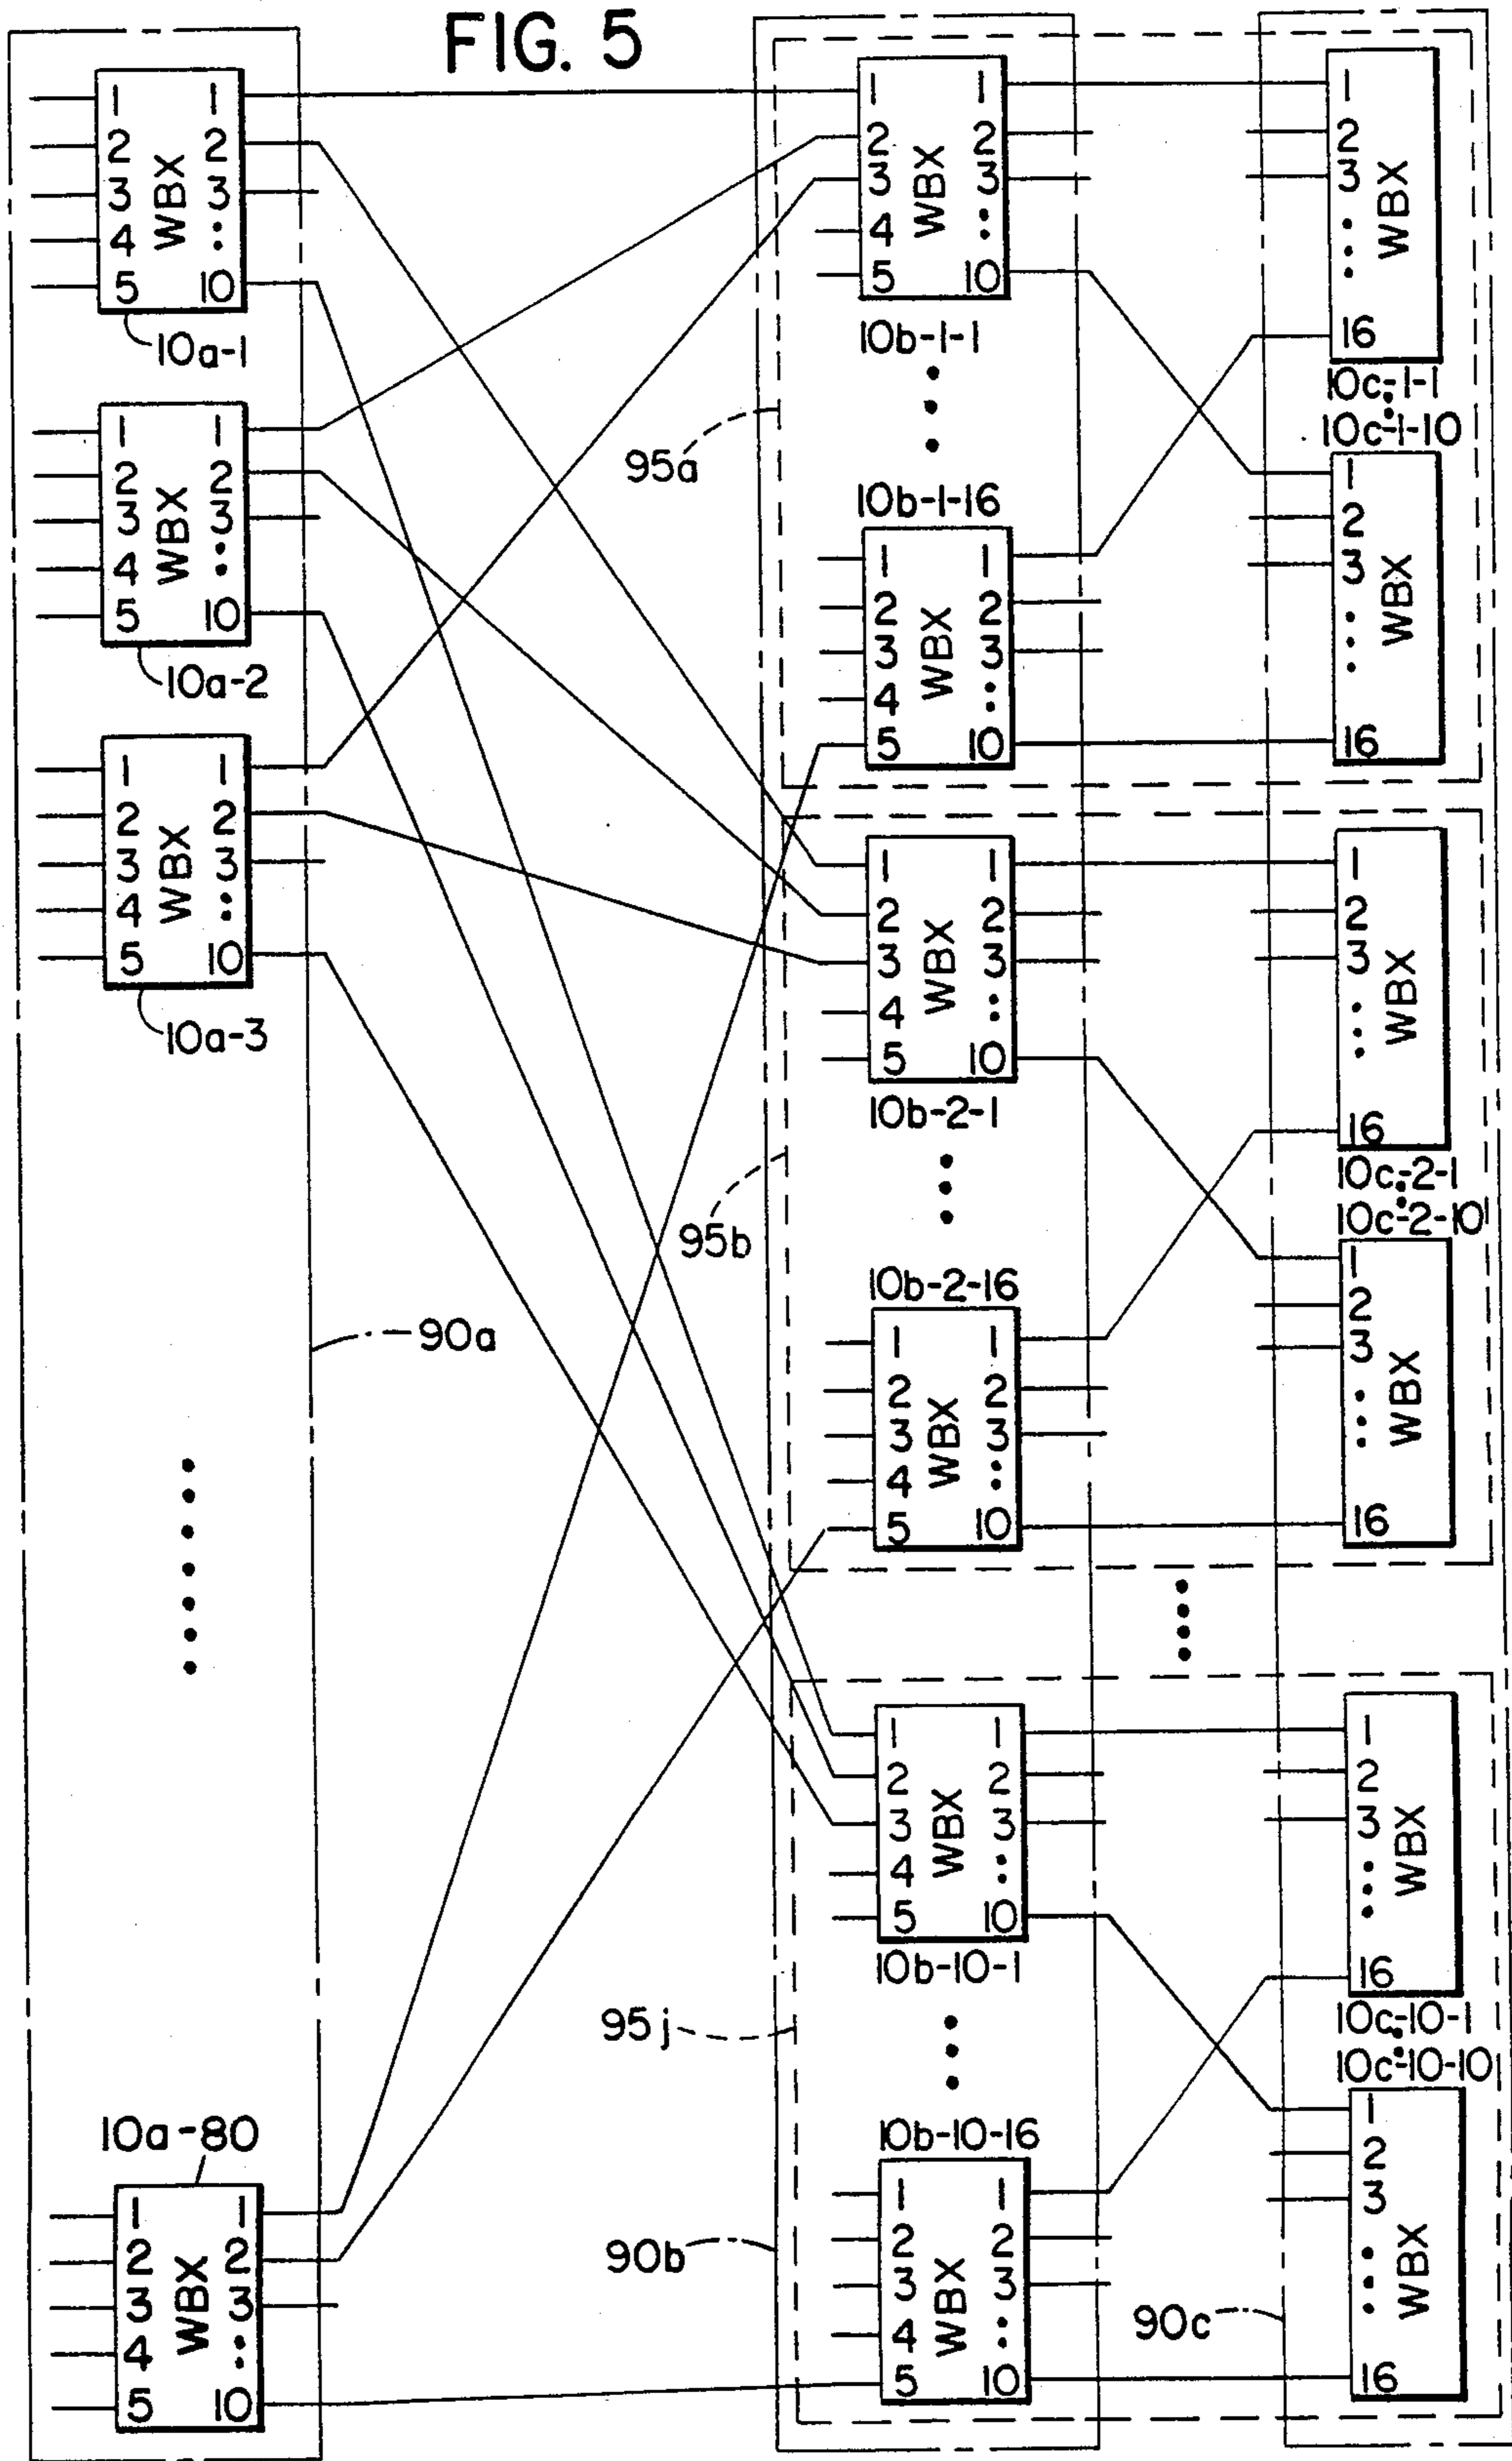 FIG. 5
1 1
2 2
3 3
4
5 10
WBX
10a-1
1 1
2 2
3 3
4
5 10
WBX
10a-2
1 1
2 2
3 3
4
5 10
WBX
10a-3
90a
10a-80
1 1
2 2
3 3
4
5 10
WBX
1 1
2 2
3 3
4
5 10
WBX
10b-1-1
95a
10b-1-16
1 1
2 2
3 3
4
5 10
WBX
1
2
3
16
WBX
10c-1-1
10c-1-10
1
2
3
16
WBX
1 1
2 2
3 3
4
5 10
WBX
10b-2-1
95b
10b-2-16
1 1
2 2
3 3
4
5 10
WBX
1
2
3
16
WBX
10c-2-1
10c-2-10
1
2
3
16
WBX
1 1
2 2
3 3
4
5 10
WBX
10b-10-1
95j
10b-10-16
1 1
2 2
3 3
4
5 10
WBX
90b
1
2
3
16
WBX
10c-10-1
10c-10-10
1
2
3
16
WBX
90c